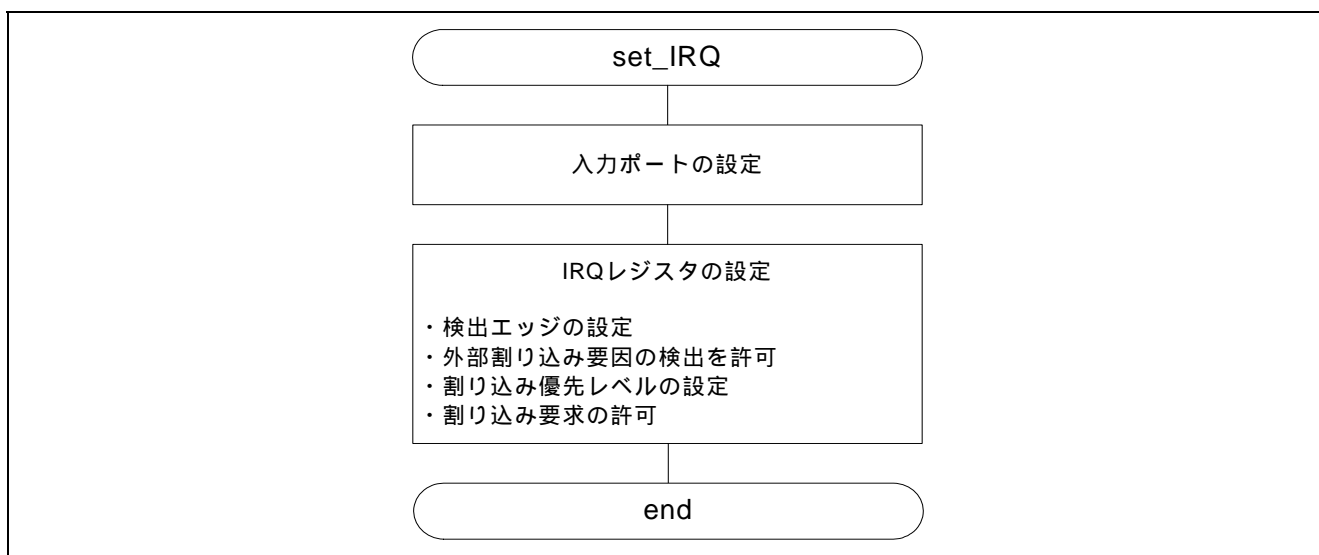 set_IRQ
入力ポートの設定
IRQレジスタの設定
・検出エッジの設定
・外部割り込み要因の検出を許可
・割り込み優先レベルの設定
・割り込み要求の許可
end